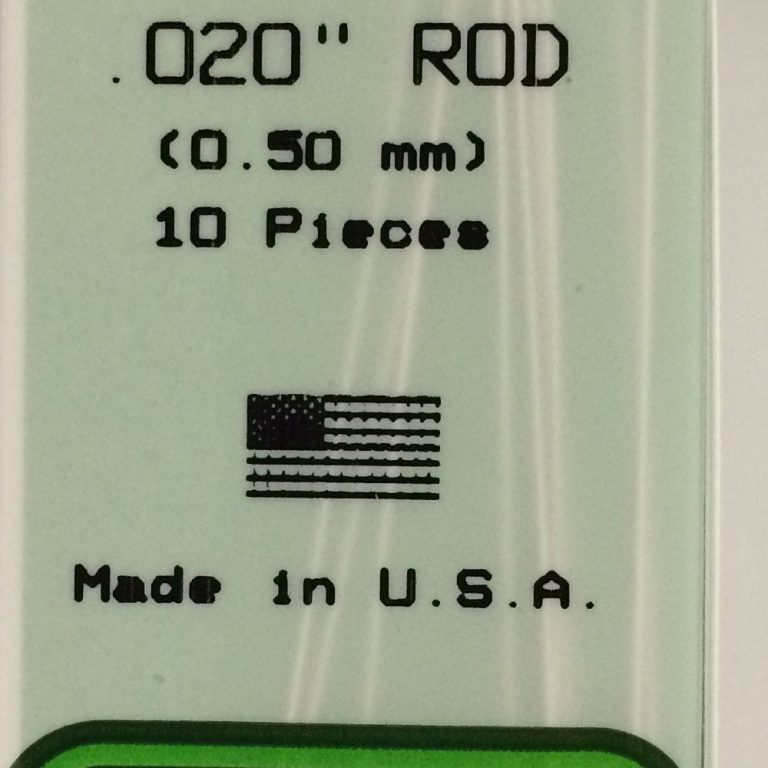 .020" ROD
(0.50 mm)
10 Pieces
Made in U.S.A.